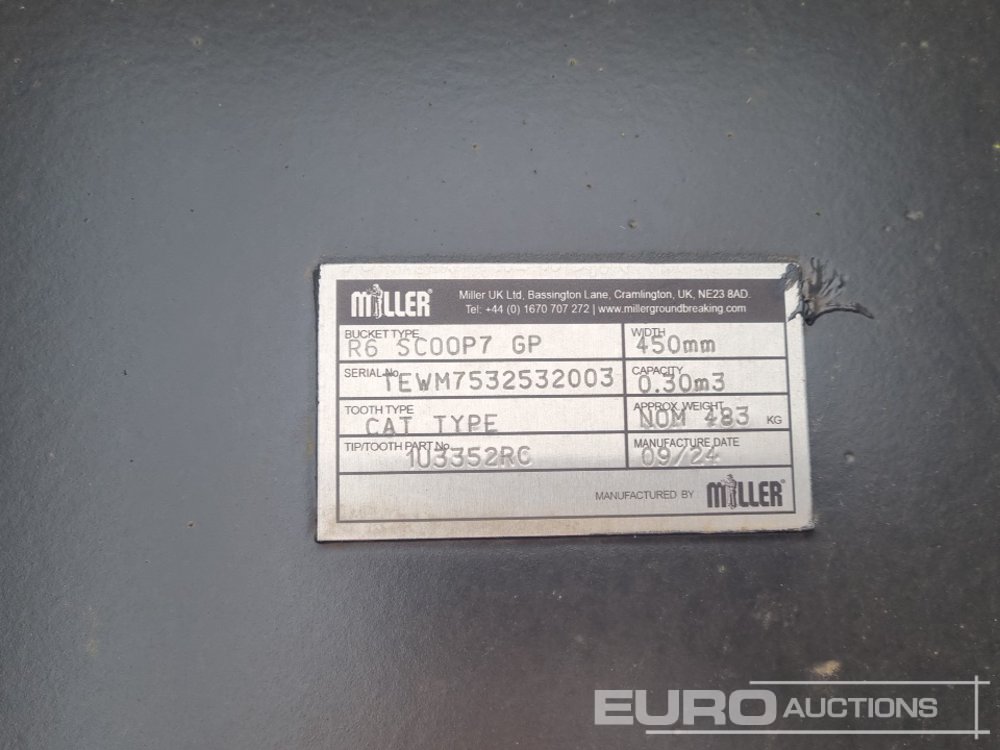 MILLER®
Miller UK Ltd, Bassington Lane, Cramlington, UK, NE23 8AD.
Tel: +44 (0) 1670 707 272 | www.millergroundbreaking.com
BUCKET TYPE R6 SCOOP7 GP
WIDTH 450mm
SERIAL No. TEWM7532532003
CAPACITY 0.30m3
TOOTH TYPE CAT TYPE
APPROX. WEIGHT NOM 483 KG
TIP/TOOTH PART No. 1U3352RC
MANUFACTURE DATE 09/24
MANUFACTURED BY MILLER®
EURO AUCTIONS